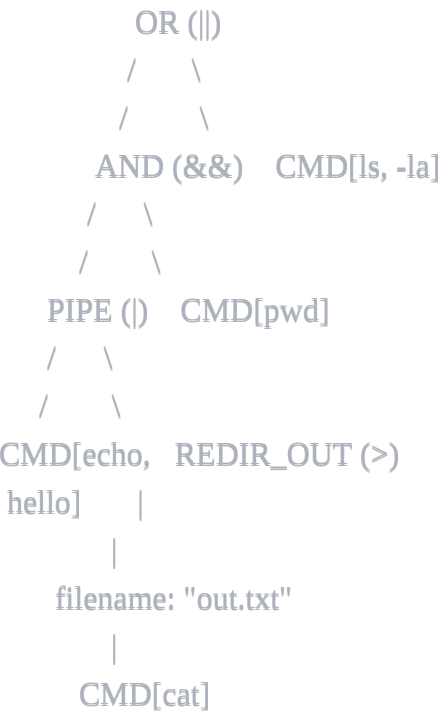 OR (||)
/ \
/ \
AND (&&) CMD[ls, -la]
/ \
/ \
PIPE (|) CMD[pwd]
/ \
/ \
CMD[echo, REDIR_OUT (>)
hello] |
|
filename: "out.txt"
|
CMD[cat]